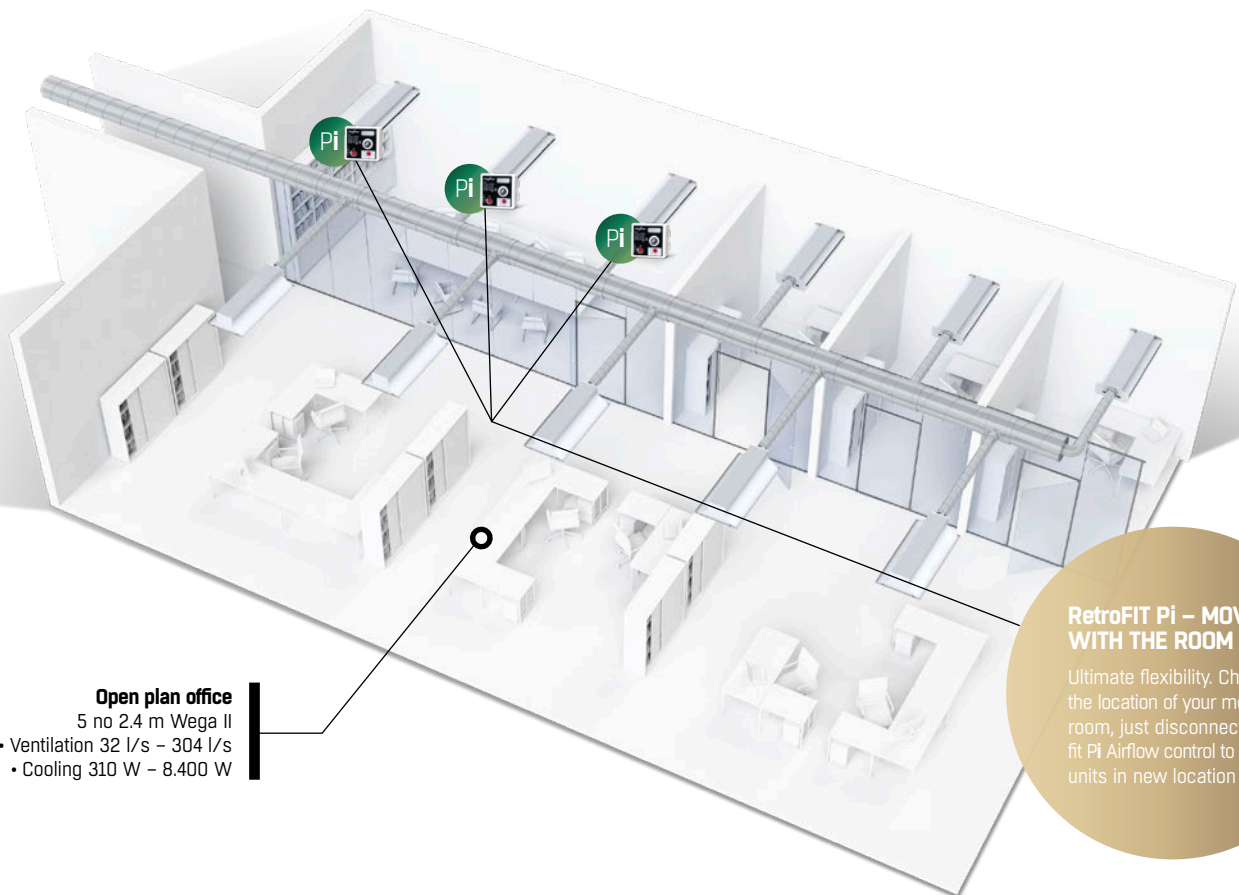 Pi
Pi
Pi
Open plan office
5 no 2.4 m Wega II
• Ventilation 32 l/s – 304 l/s
• Cooling 310 W – 8.400 W
RetroFIT Pi – MOV
WITH THE ROOM
Ultimate flexibility. Ch
the location of your me
room, just disconnect
fit Pi Airflow control to
units in new location